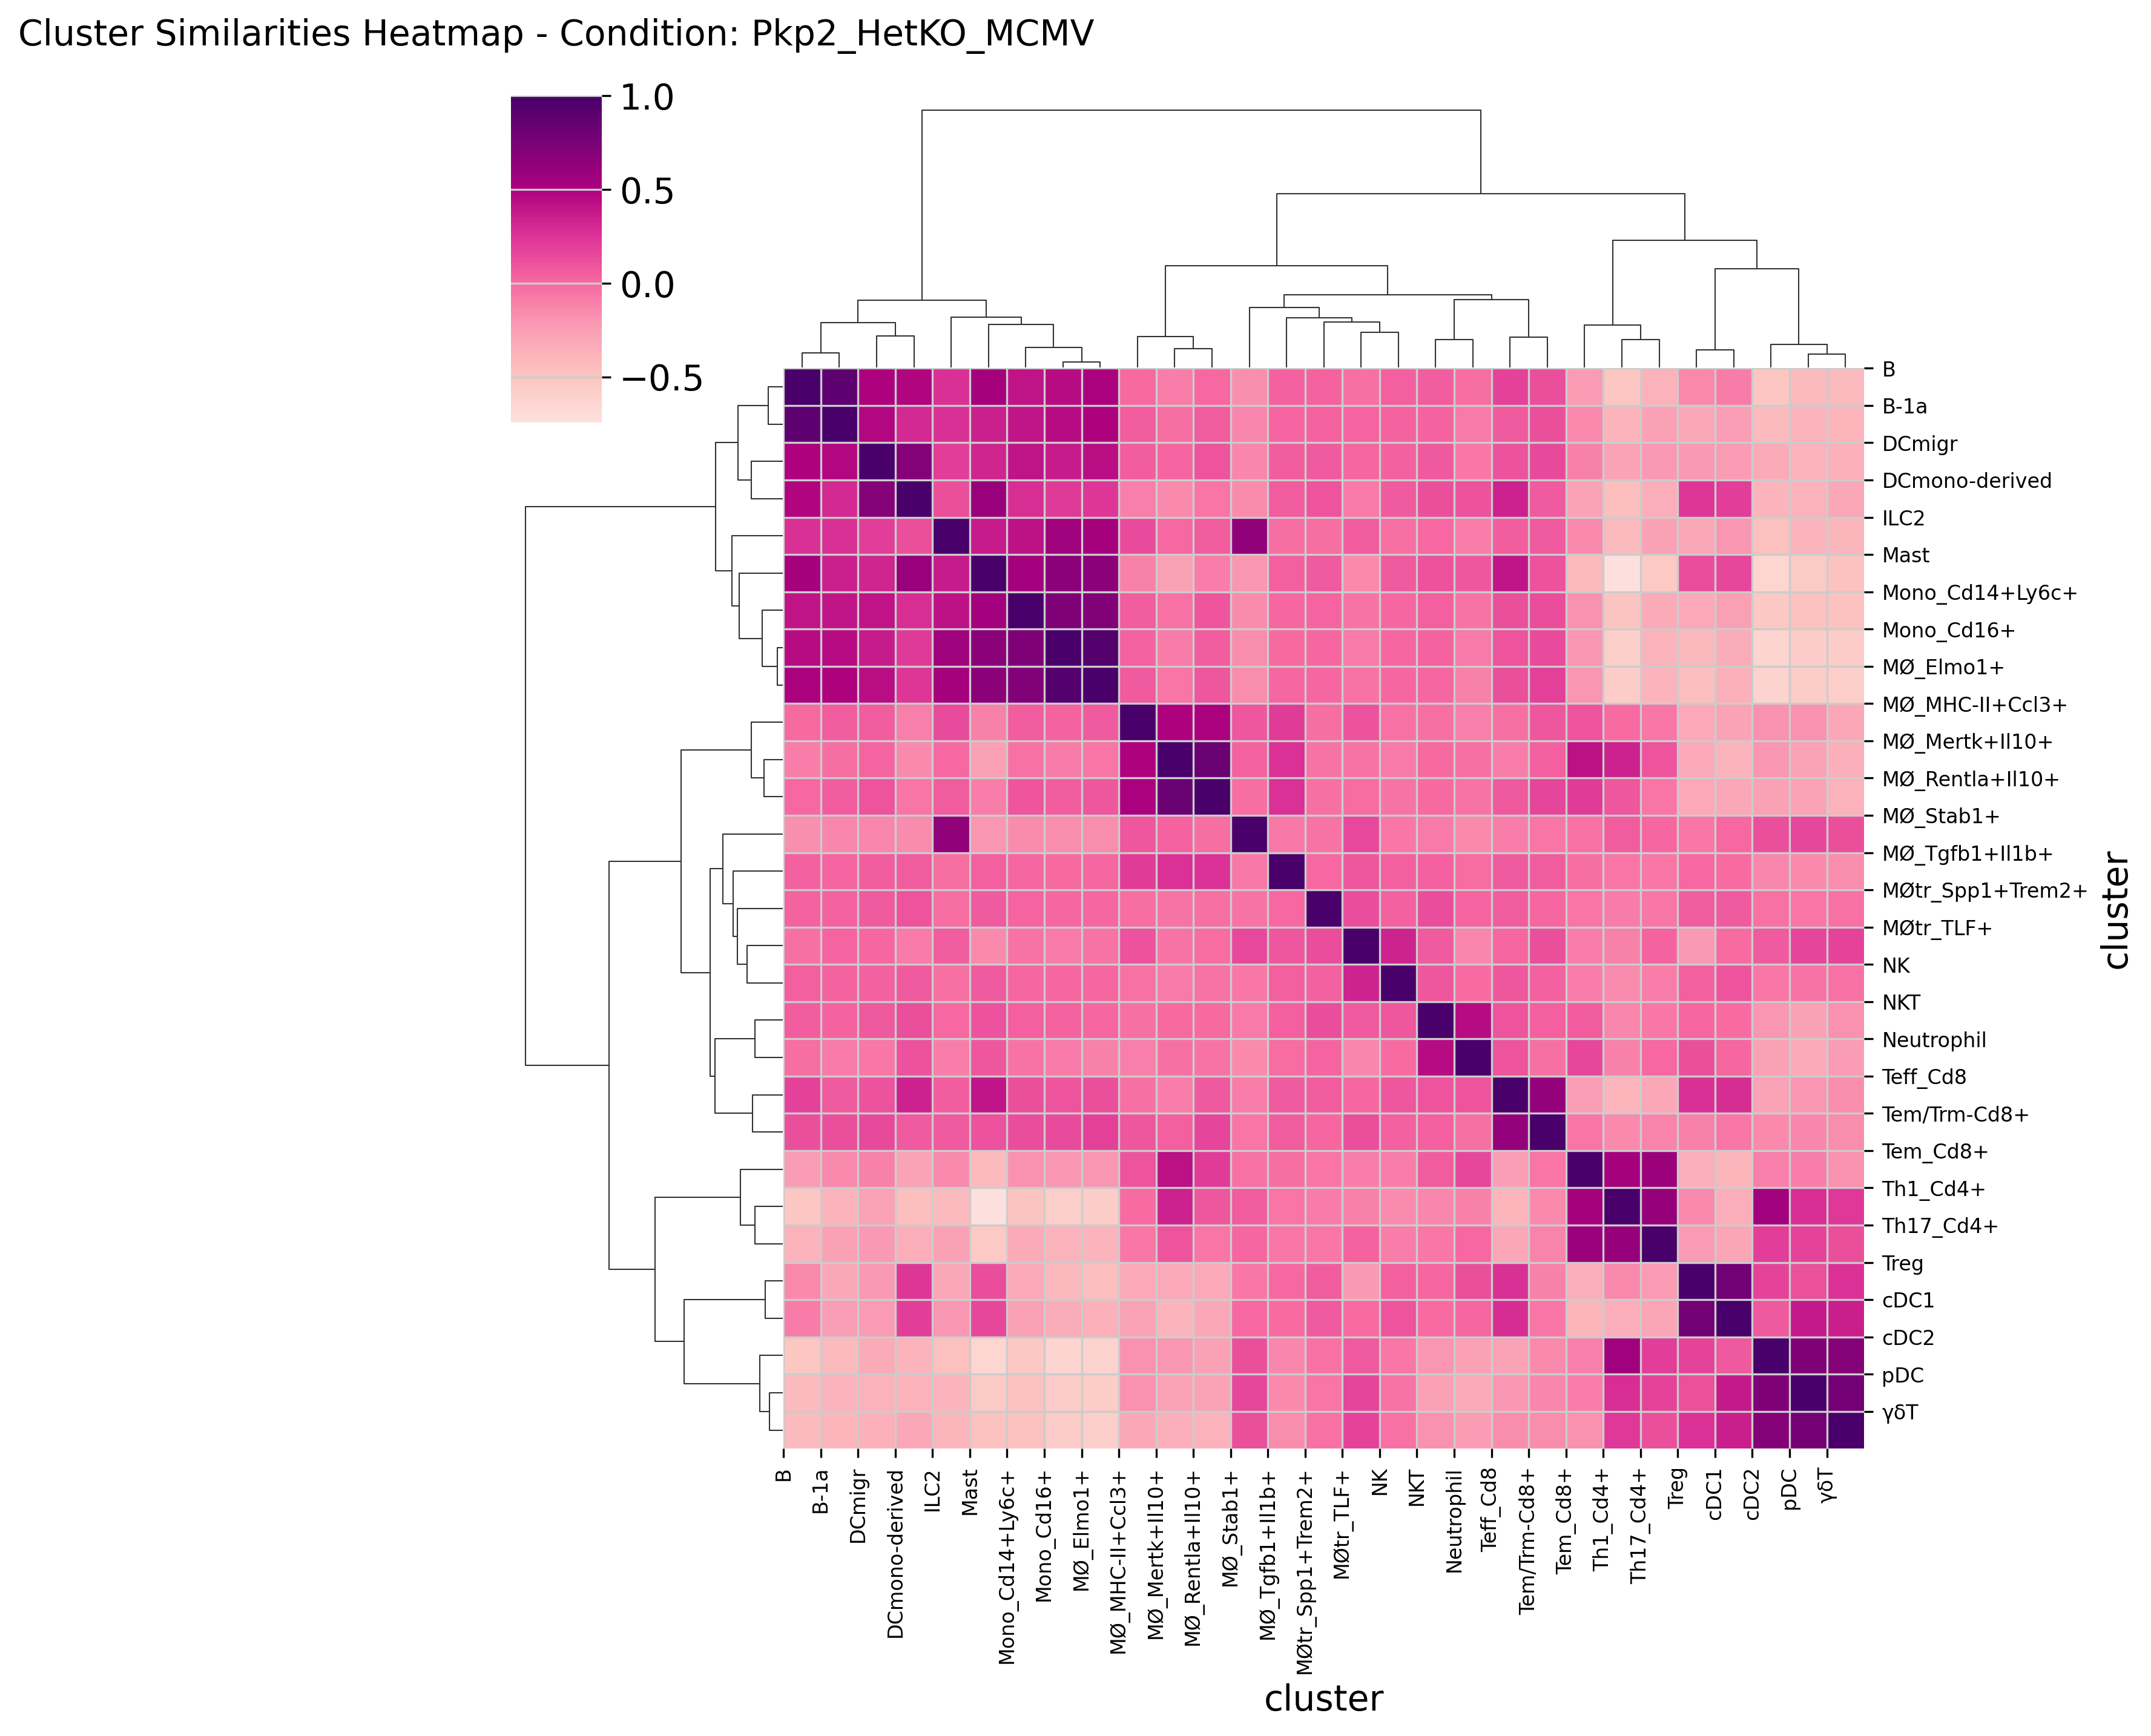 Cluster Similarities Heatmap - Condition: Pkp2_HetKO_MCMV
1.0
0.5
0.0
−0.5
B
B-1a
DCmigr
DCmono-derived
ILC2
Mast
Mono_Cd14+Ly6c+
Mono_Cd16+
MØ_Elmo1+
MØ_MHC-II+Ccl3+
MØ_Mertk+Il10+
MØ_Rentla+Il10+
MØ_Stab1+
MØ_Tgfb1+Il1b+
MØtr_Spp1+Trem2+
MØtr_TLF+
NK
NKT
Neutrophil
Teff_Cd8
Tem/Trm-Cd8+
Tem_Cd8+
Th1_Cd4+
Th17_Cd4+
Treg
cDC1
cDC2
pDC
γδT
cluster
B
B-1a
DCmigr
DCmono-derived
ILC2
Mast
Mono_Cd14+Ly6c+
Mono_Cd16+
MØ_Elmo1+
MØ_MHC-II+Ccl3+
MØ_Mertk+Il10+
MØ_Rentla+Il10+
MØ_Stab1+
MØ_Tgfb1+Il1b+
MØtr_Spp1+Trem2+
MØtr_TLF+
NK
NKT
Neutrophil
Teff_Cd8
Tem/Trm-Cd8+
Tem_Cd8+
Th1_Cd4+
Th17_Cd4+
Treg
cDC1
cDC2
pDC
γδT
cluster